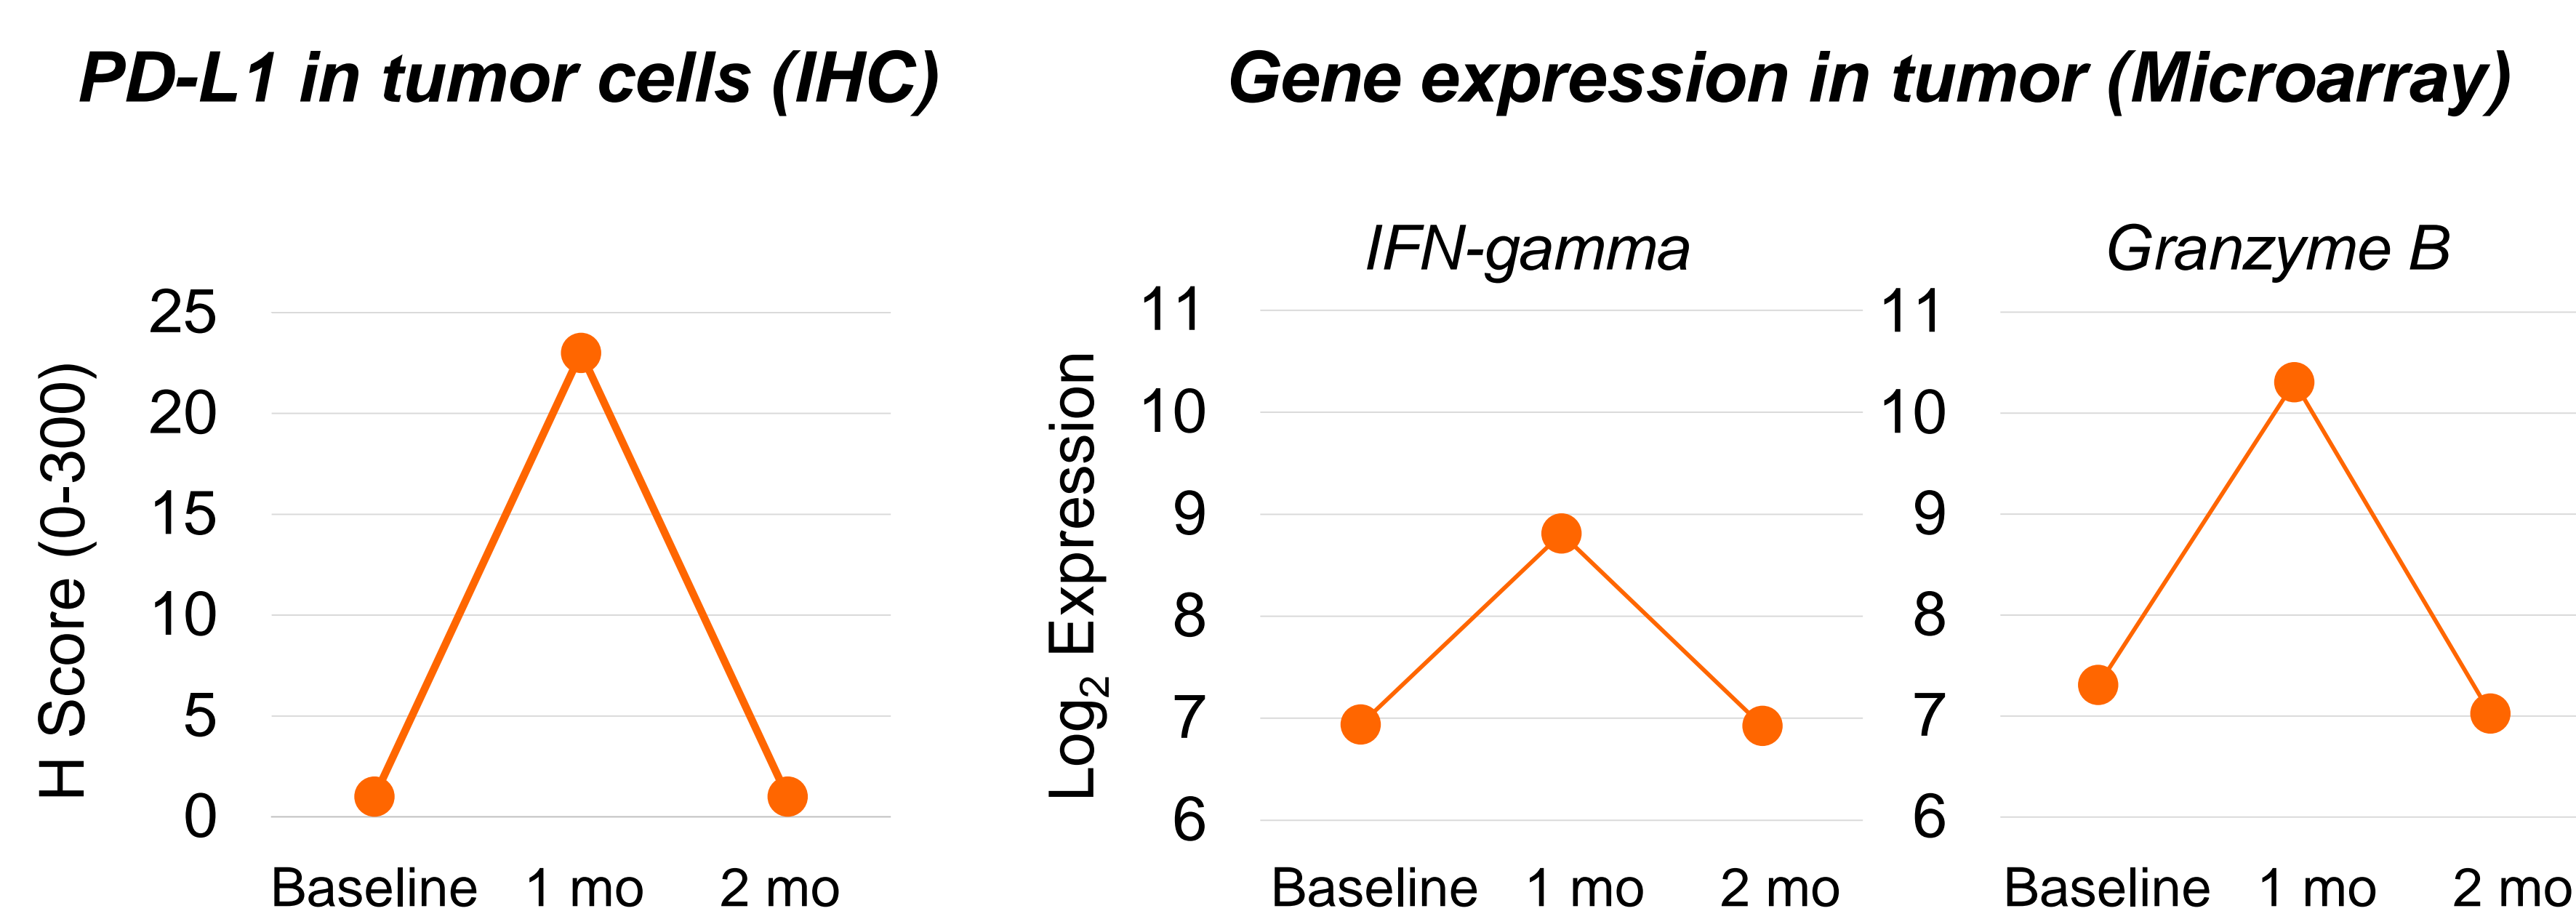 PD-L1 in tumor cells (IHC)
H Score (0-300)
25
20
15
10
5
0
Baseline 1 mo 2 mo
Gene expression in tumor (Microarray)
Log₂ Expression
IFN-gamma
11
10
9
8
7
6
Baseline 1 mo 2 mo
Granzyme B
11
10
9
8
7
6
Baseline 1 mo 2 mo